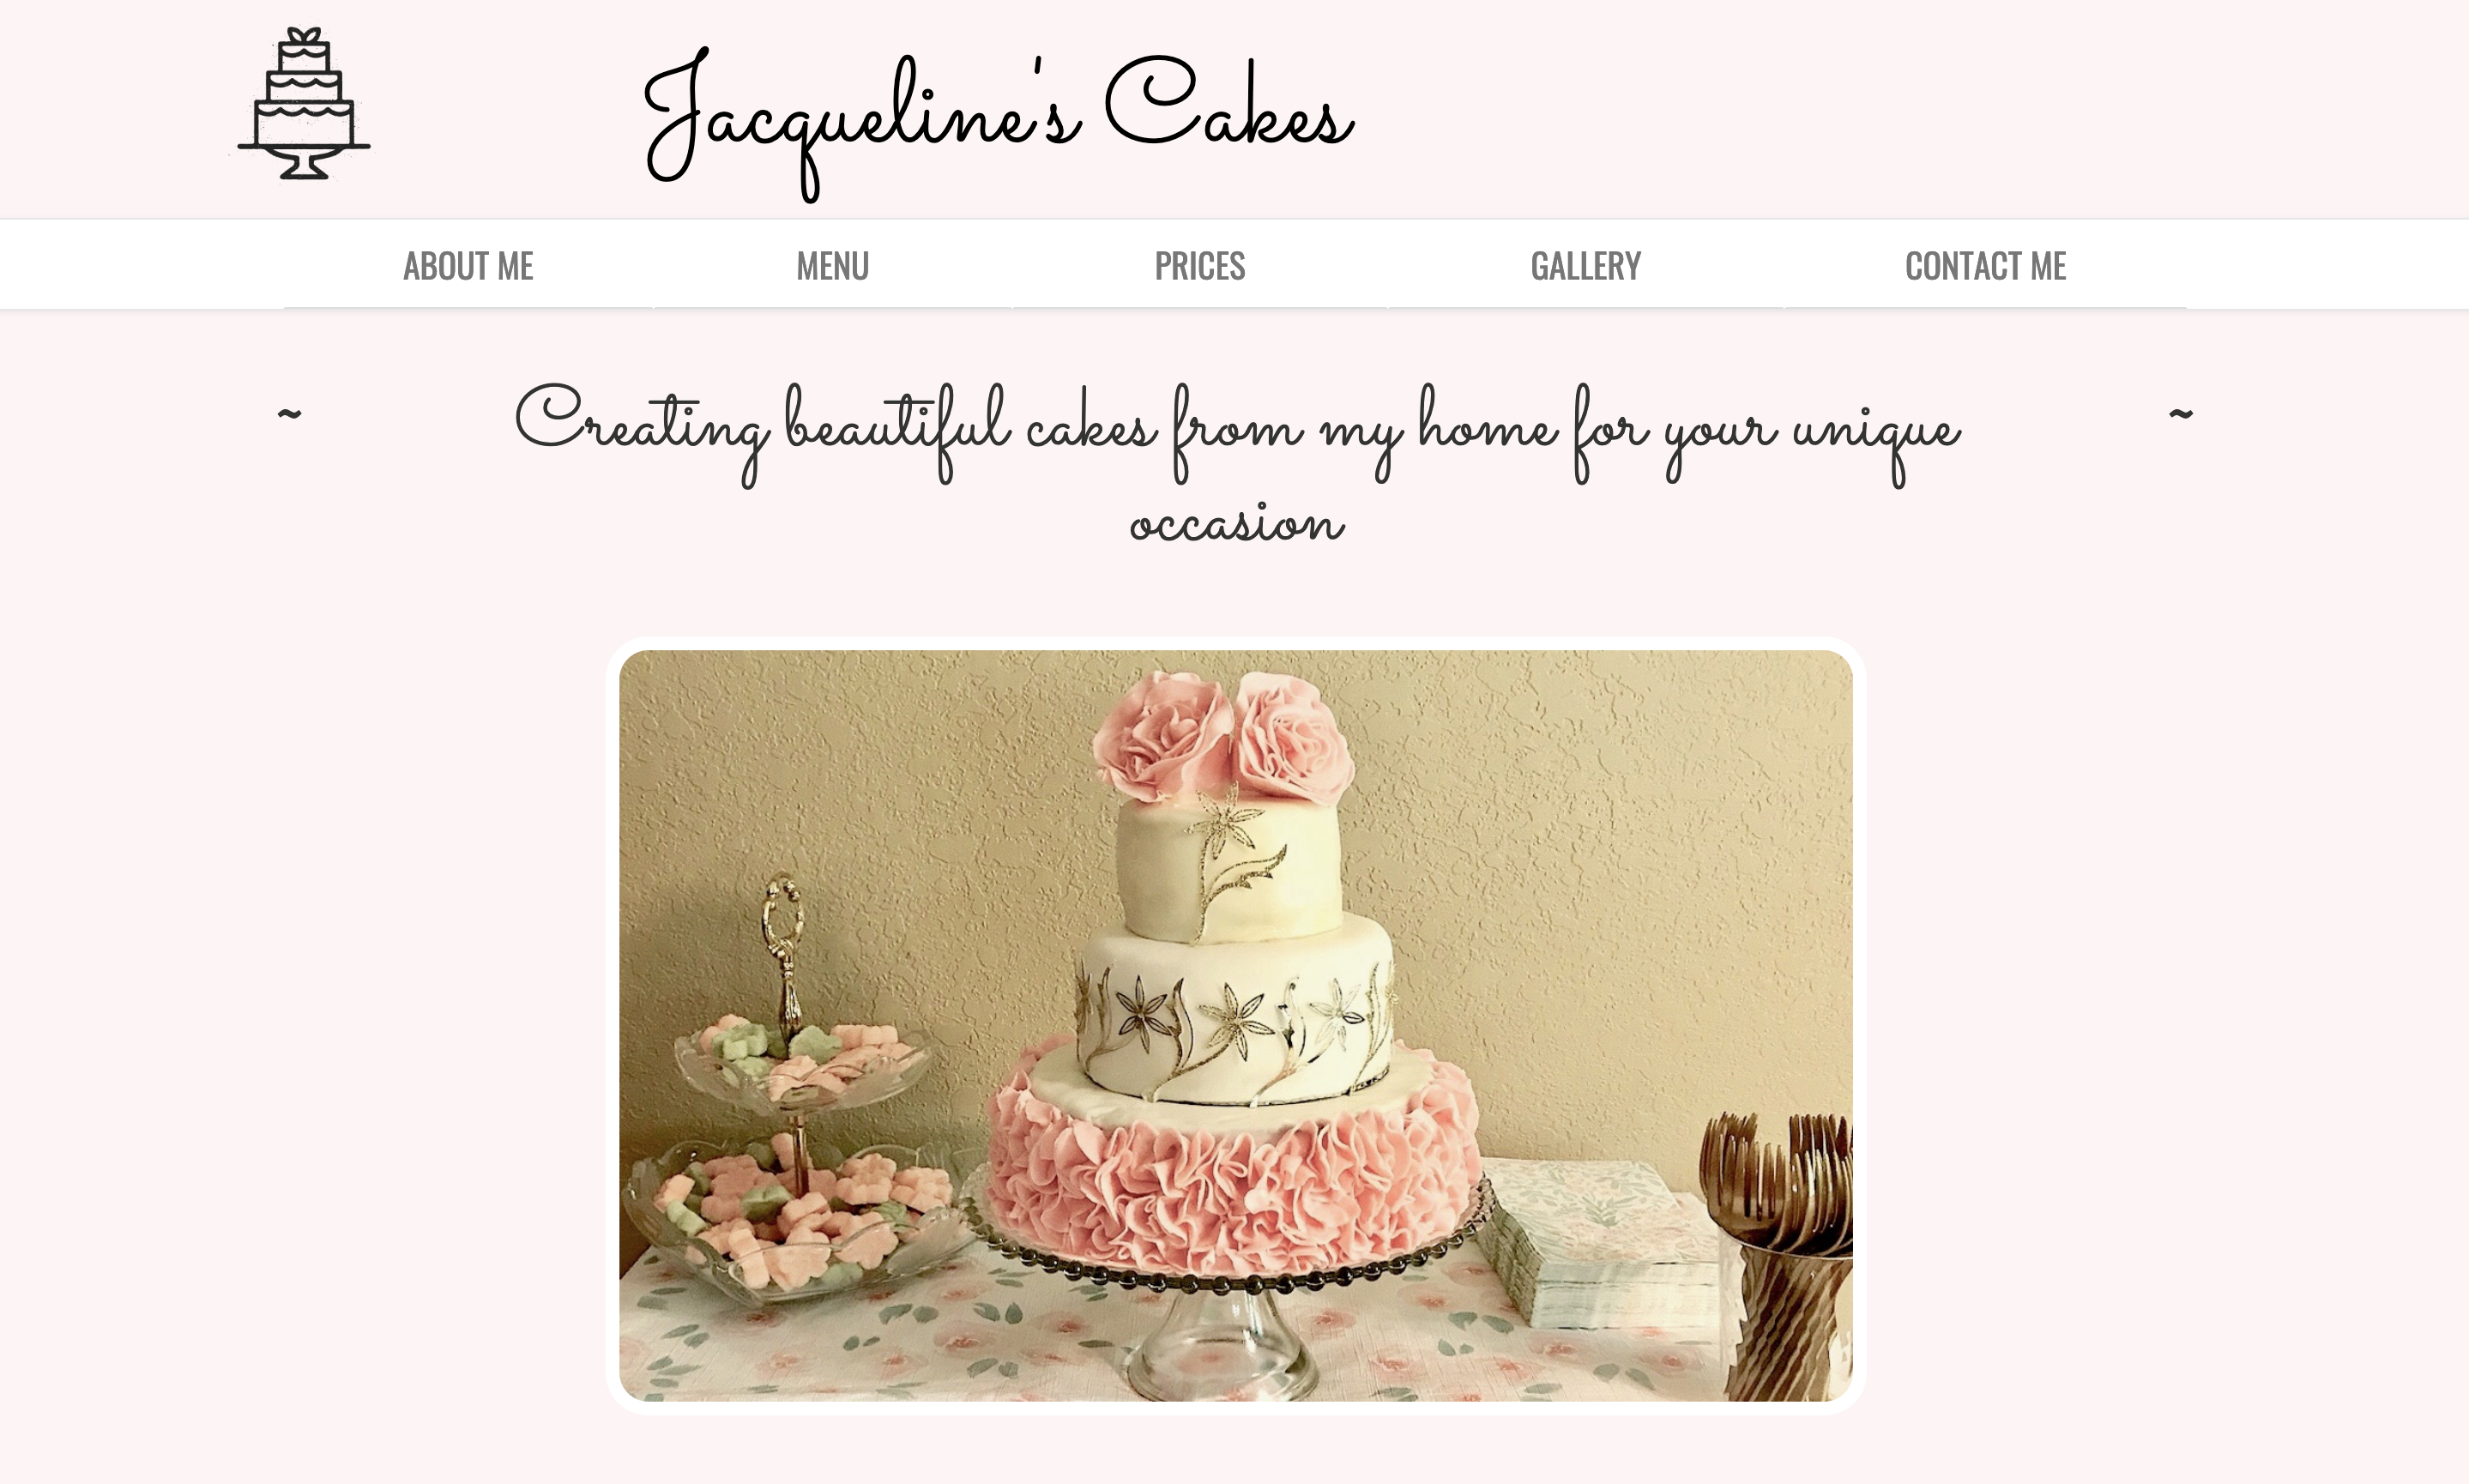 Jacqueline's Cakes
ABOUT ME MENU PRICES GALLERY CONTACT ME
~ Creating beautiful cakes from my home for your unique ~
occasion